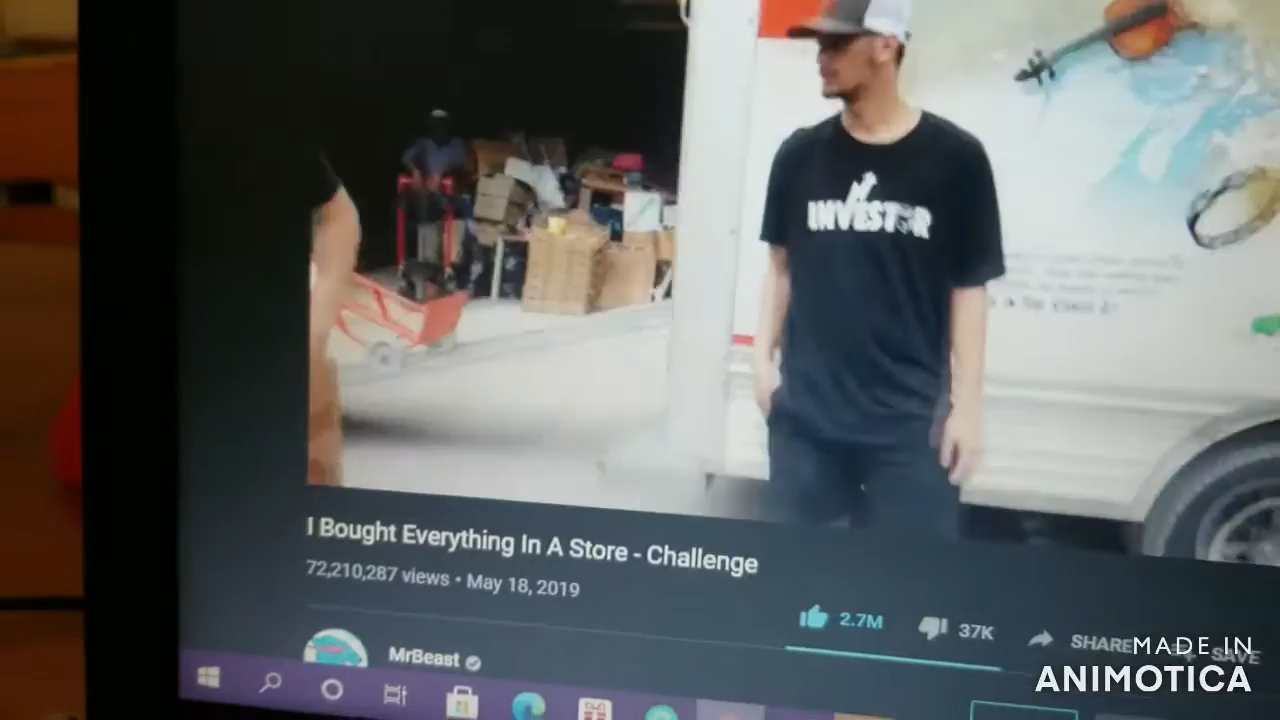 INVESTOR
I Bought Everything In A Store - Challenge
72,210,287 views • May 18, 2019
2.7M
37K
SHARE
SAVE
MrBeast
MADE IN
ANIMOTICA